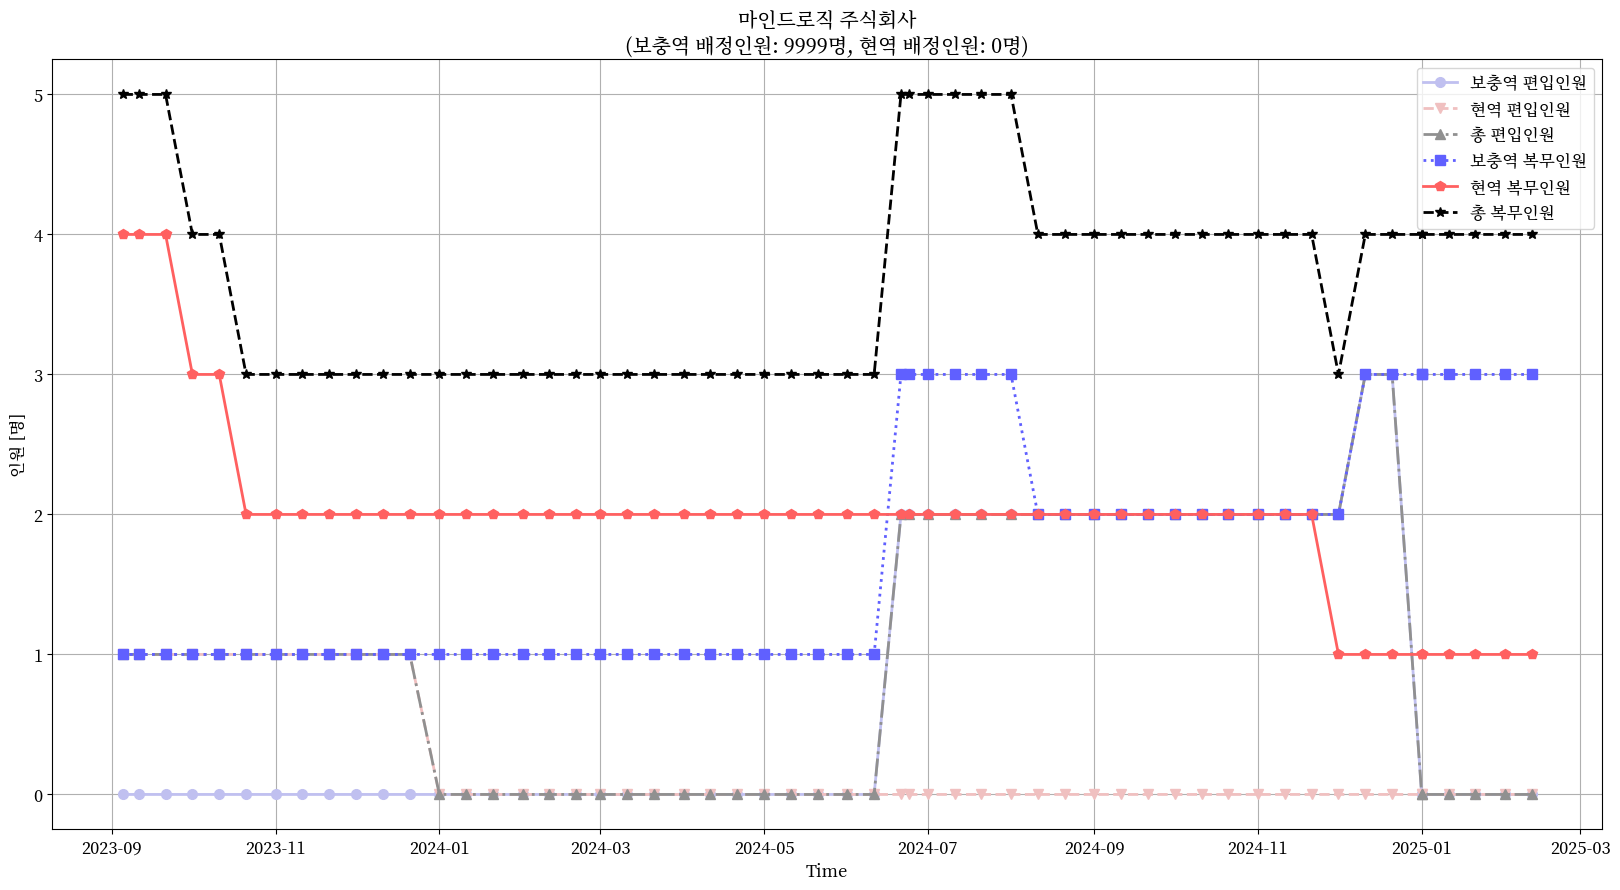 마인드로직 주식회사
(보충역 배정인원: 9999명, 현역 배정인원: 0명)
보충역 편입인원
현역 편입인원
총 편입인원
보충역 복무인원
현역 복무인원
총 복무인원
인원 [명]
5
4
3
2
1
0
2023-09 2023-11 2024-01 2024-03 2024-05 2024-07 2024-09 2024-11 2025-01 2025-03
Time